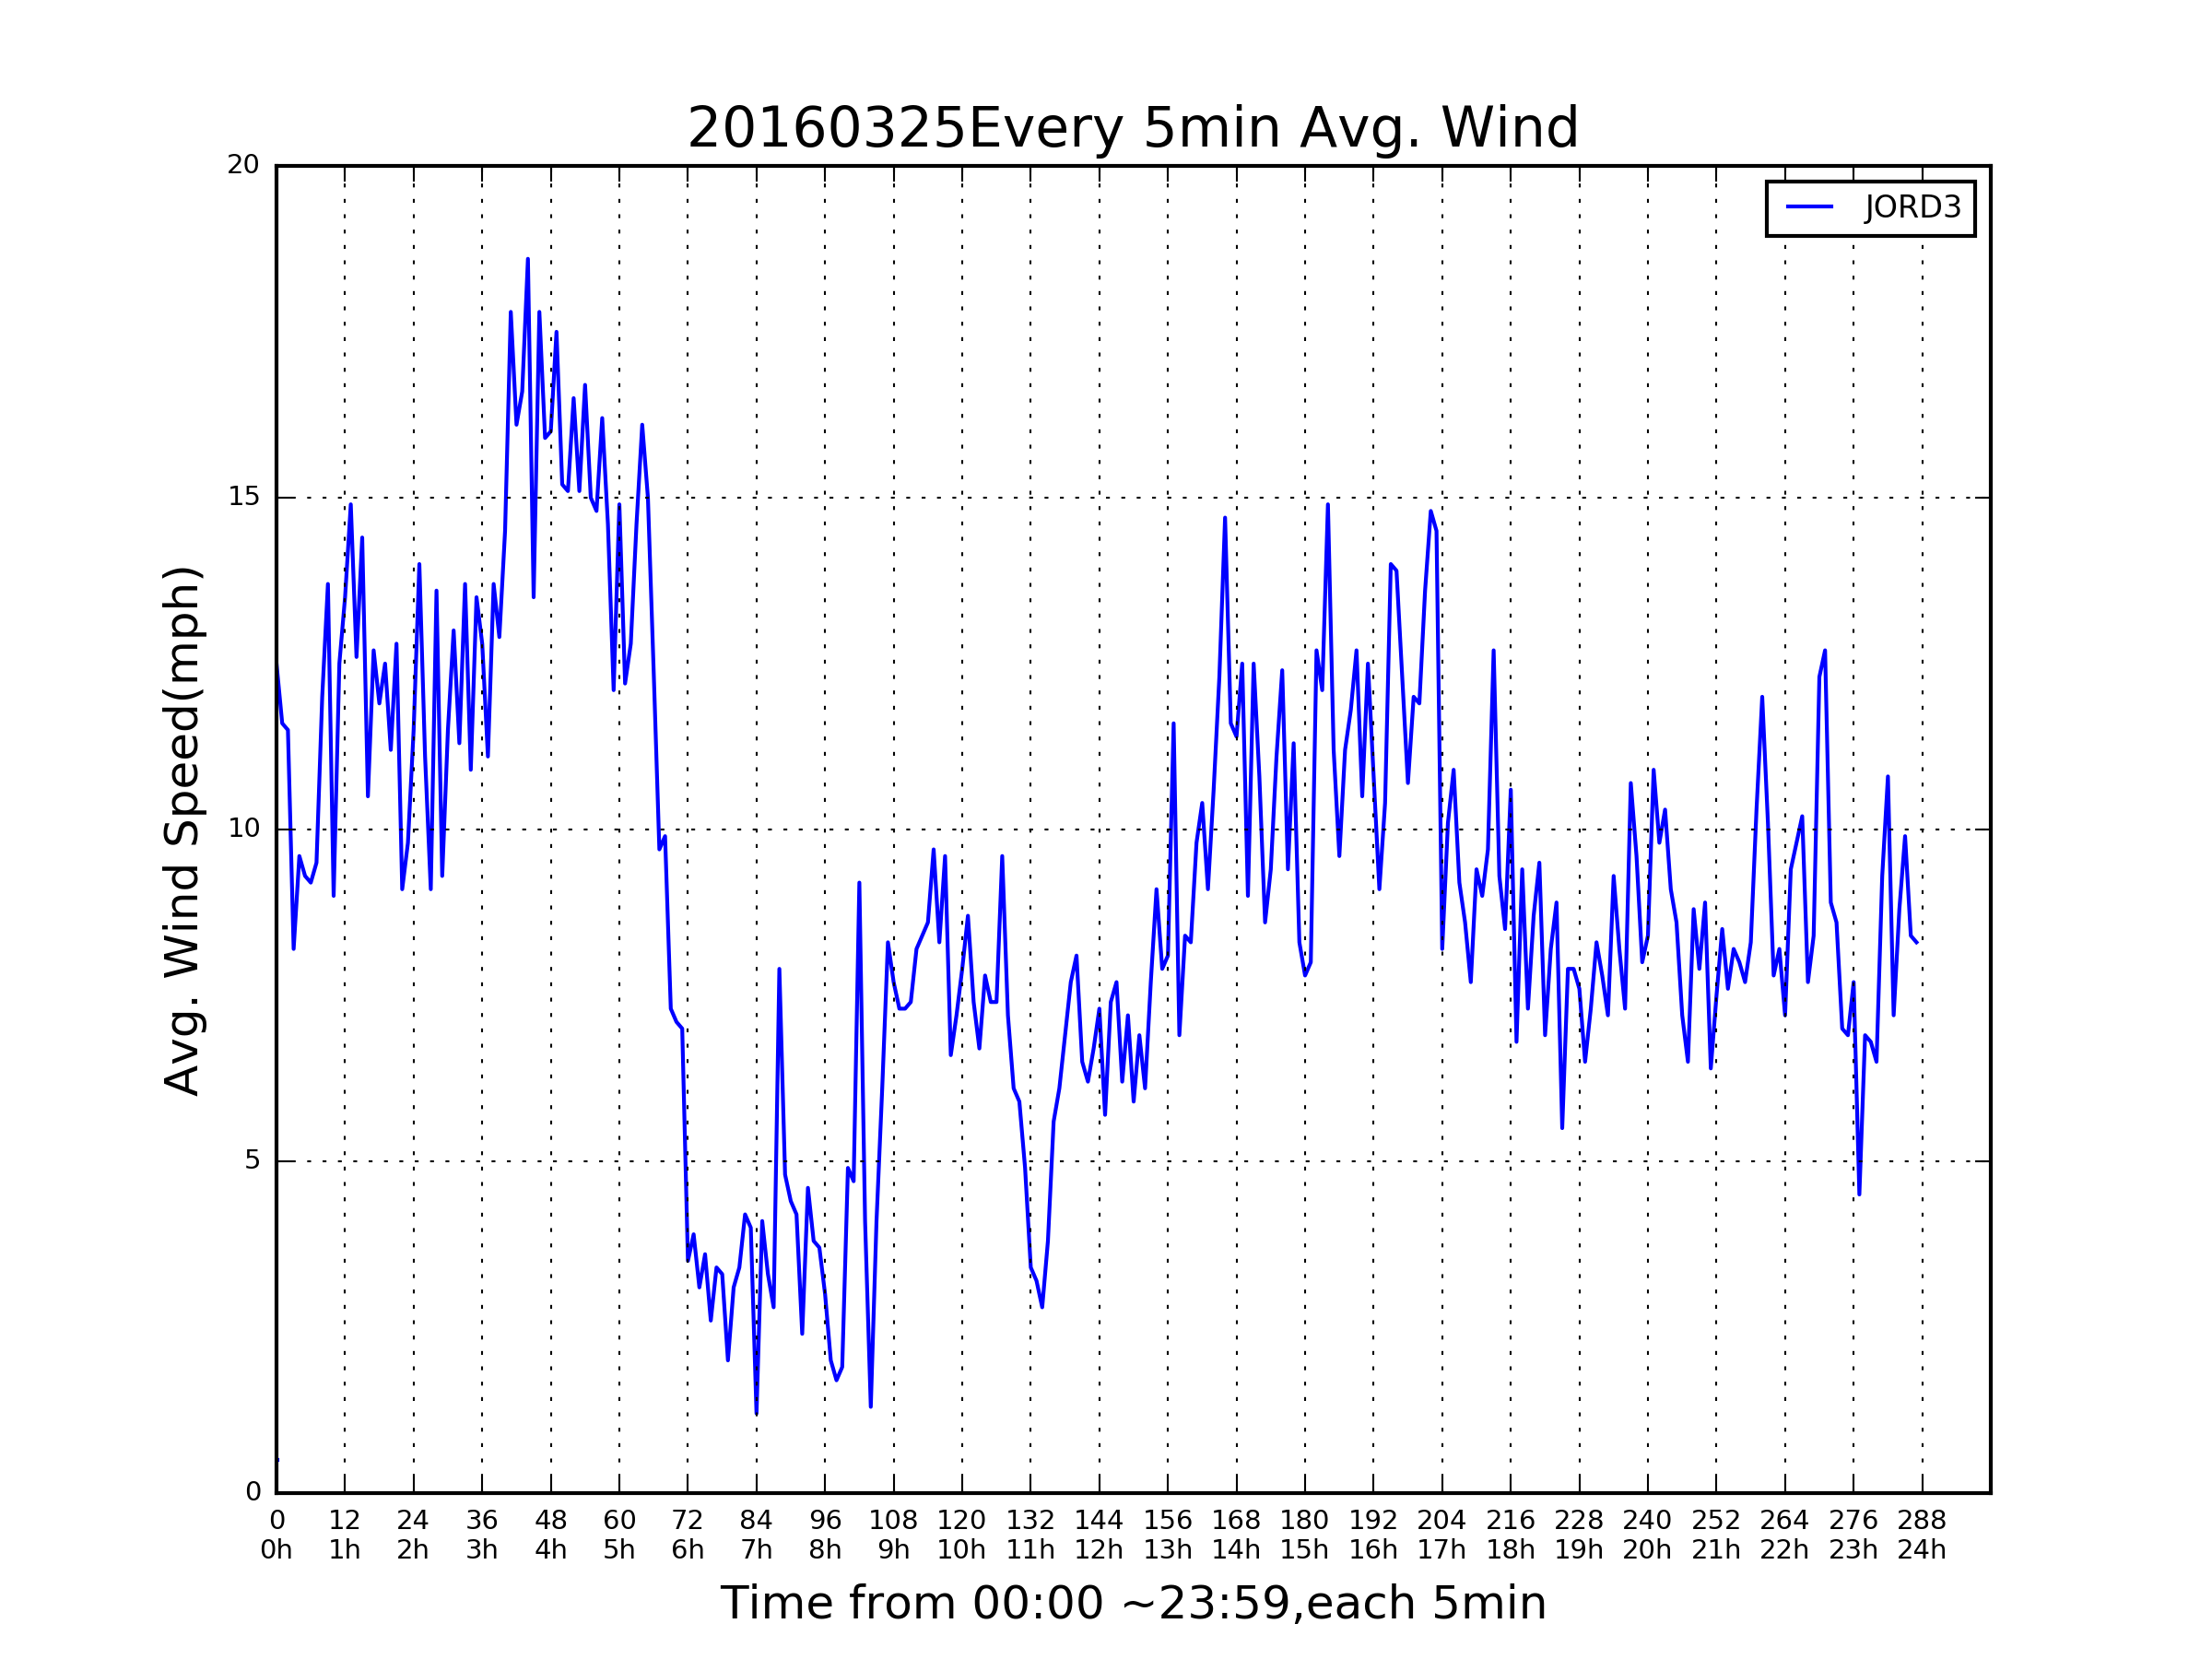 20160325Every 5min Avg. Wind
JORD3
20
15
10
5
0
Avg. Wind Speed(mph)
0 12 24 36 48 60 72 84 96 108 120 132 144 156 168 180 192 204 216 228 240 252 264 276 288
0h 1h 2h 3h 4h 5h 6h 7h 8h 9h 10h 11h 12h 13h 14h 15h 16h 17h 18h 19h 20h 21h 22h 23h 24h
Time from 00:00 ~23:59,each 5min